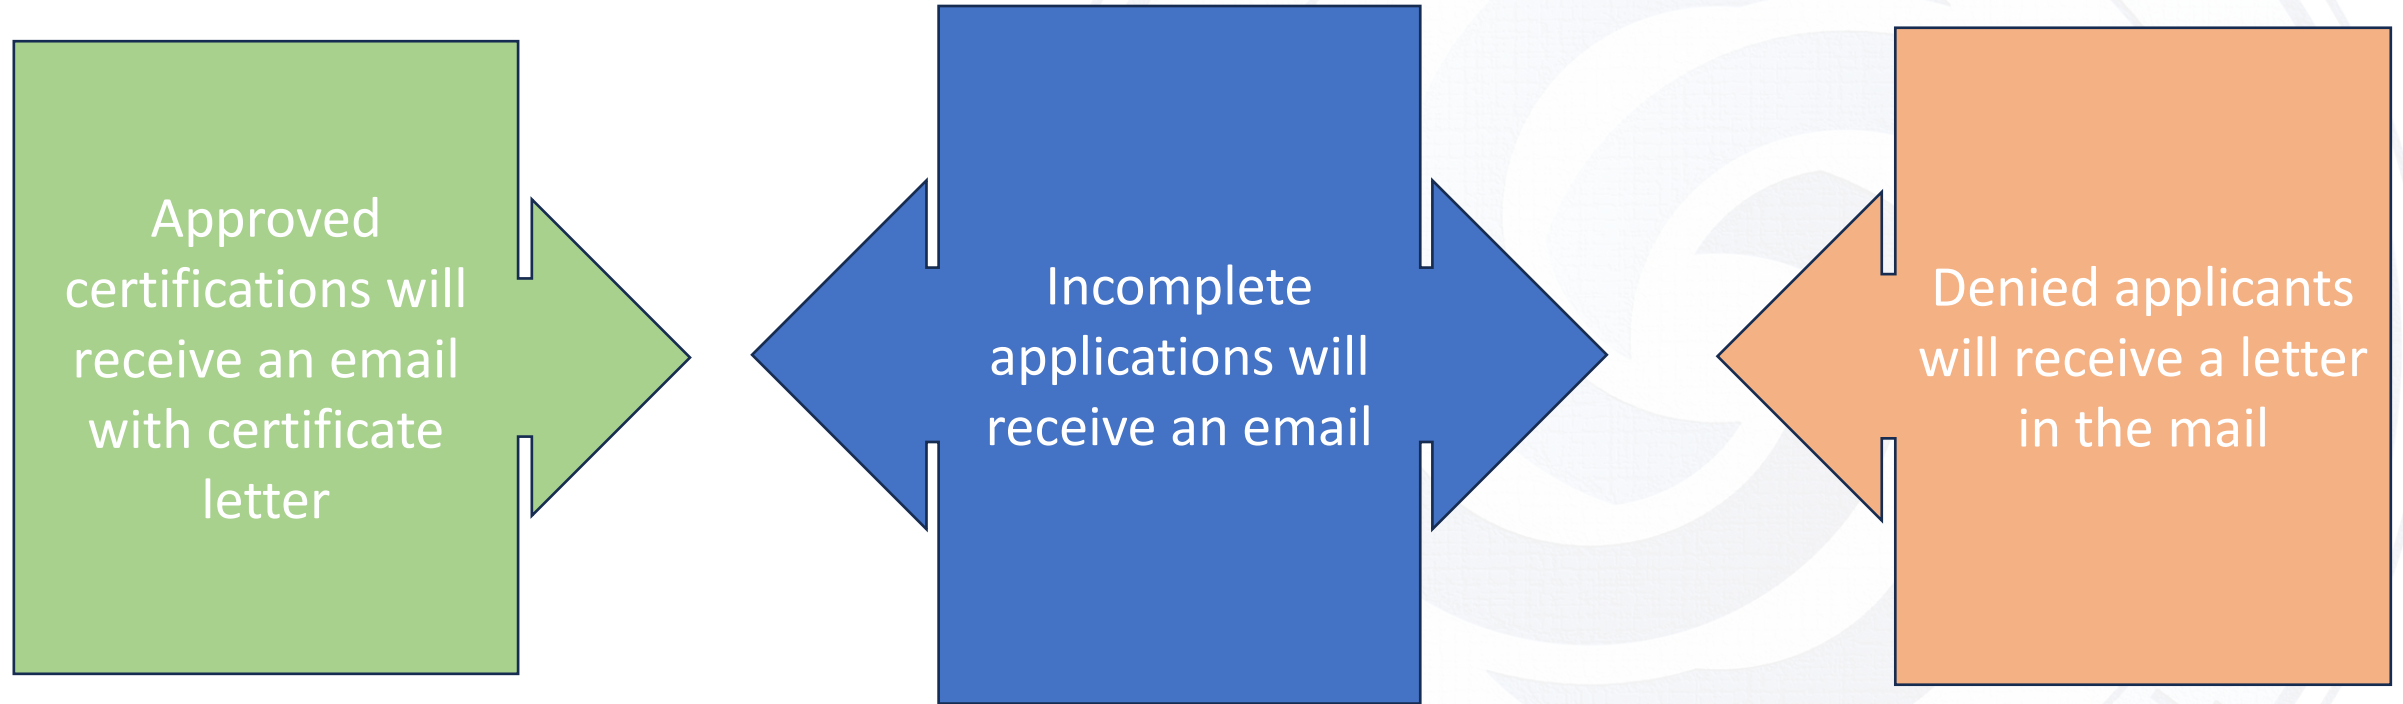 Approved
certifications will
receive an email
with certificate
letter
Incomplete
applications will
receive an email
Denied applicants
will receive a letter
in the mail